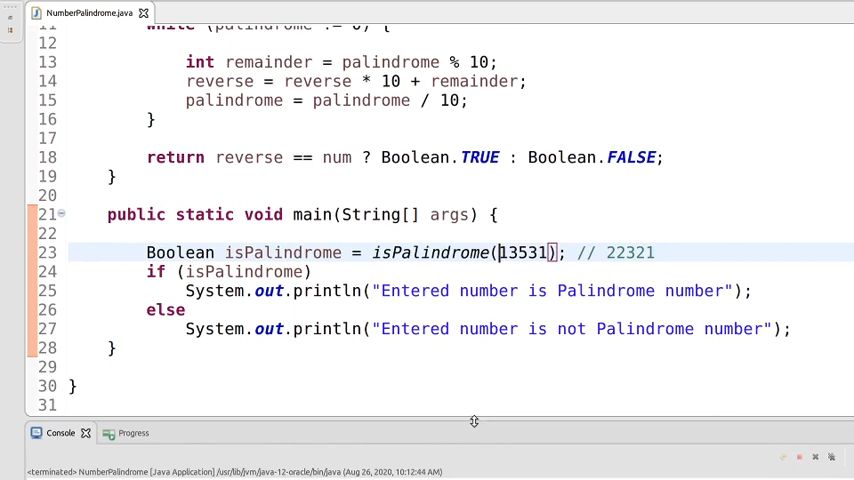 NumberPalindrome.java
11 while (palindrome != 0) {
12
13 int remainder = palindrome % 10;
14 reverse = reverse * 10 + remainder;
15 palindrome = palindrome / 10;
16 }
17
18 return reverse == num ? Boolean.TRUE : Boolean.FALSE;
19 }
20
21 public static void main(String[] args) {
22
23 Boolean isPalindrome = isPalindrome(13531); // 22321
24 if (isPalindrome)
25 System.out.println("Entered number is Palindrome number");
26 else
27 System.out.println("Entered number is not Palindrome number");
28 }
29
30 }
31
Console Progress
<terminated> NumberPalindrome [Java Application] /usr/lib/jvm/java-12-oracle/bin/java (Aug 26, 2020, 10:12:44 AM)